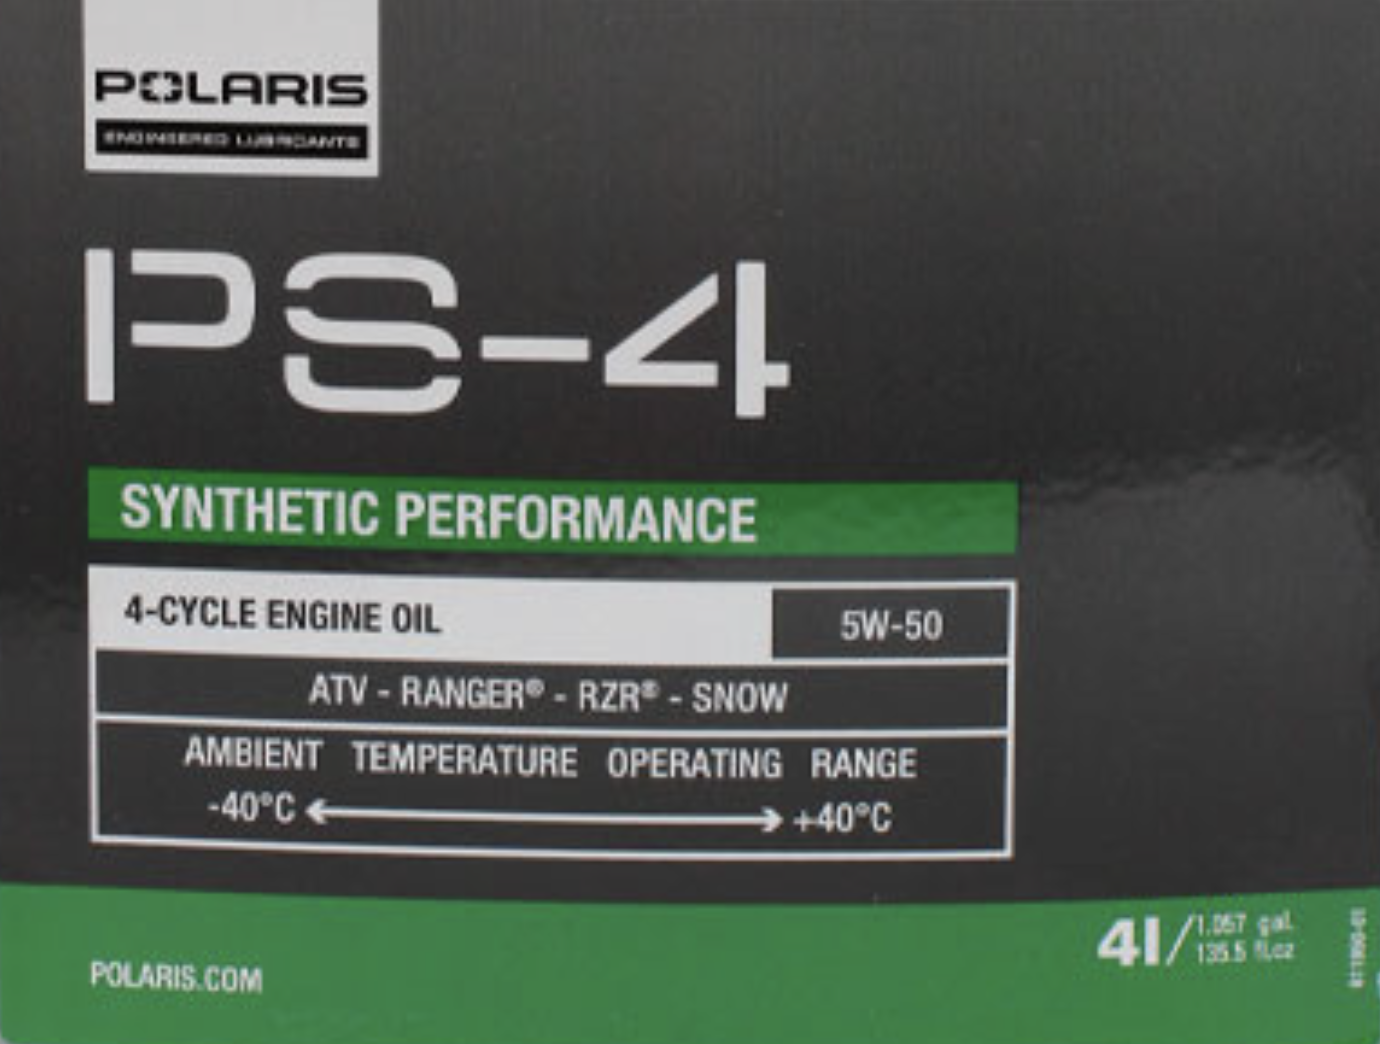 POLARIS
ENGINEERED LUBRICANTS
PS-4
SYNTHETIC PERFORMANCE
4-CYCLE ENGINE OIL 5W-50
ATV - RANGER® - RZR® - SNOW
AMBIENT TEMPERATURE OPERATING RANGE
-40°C +40°C
POLARIS.COM
4l/1.057 gal.
135.5 fl.oz